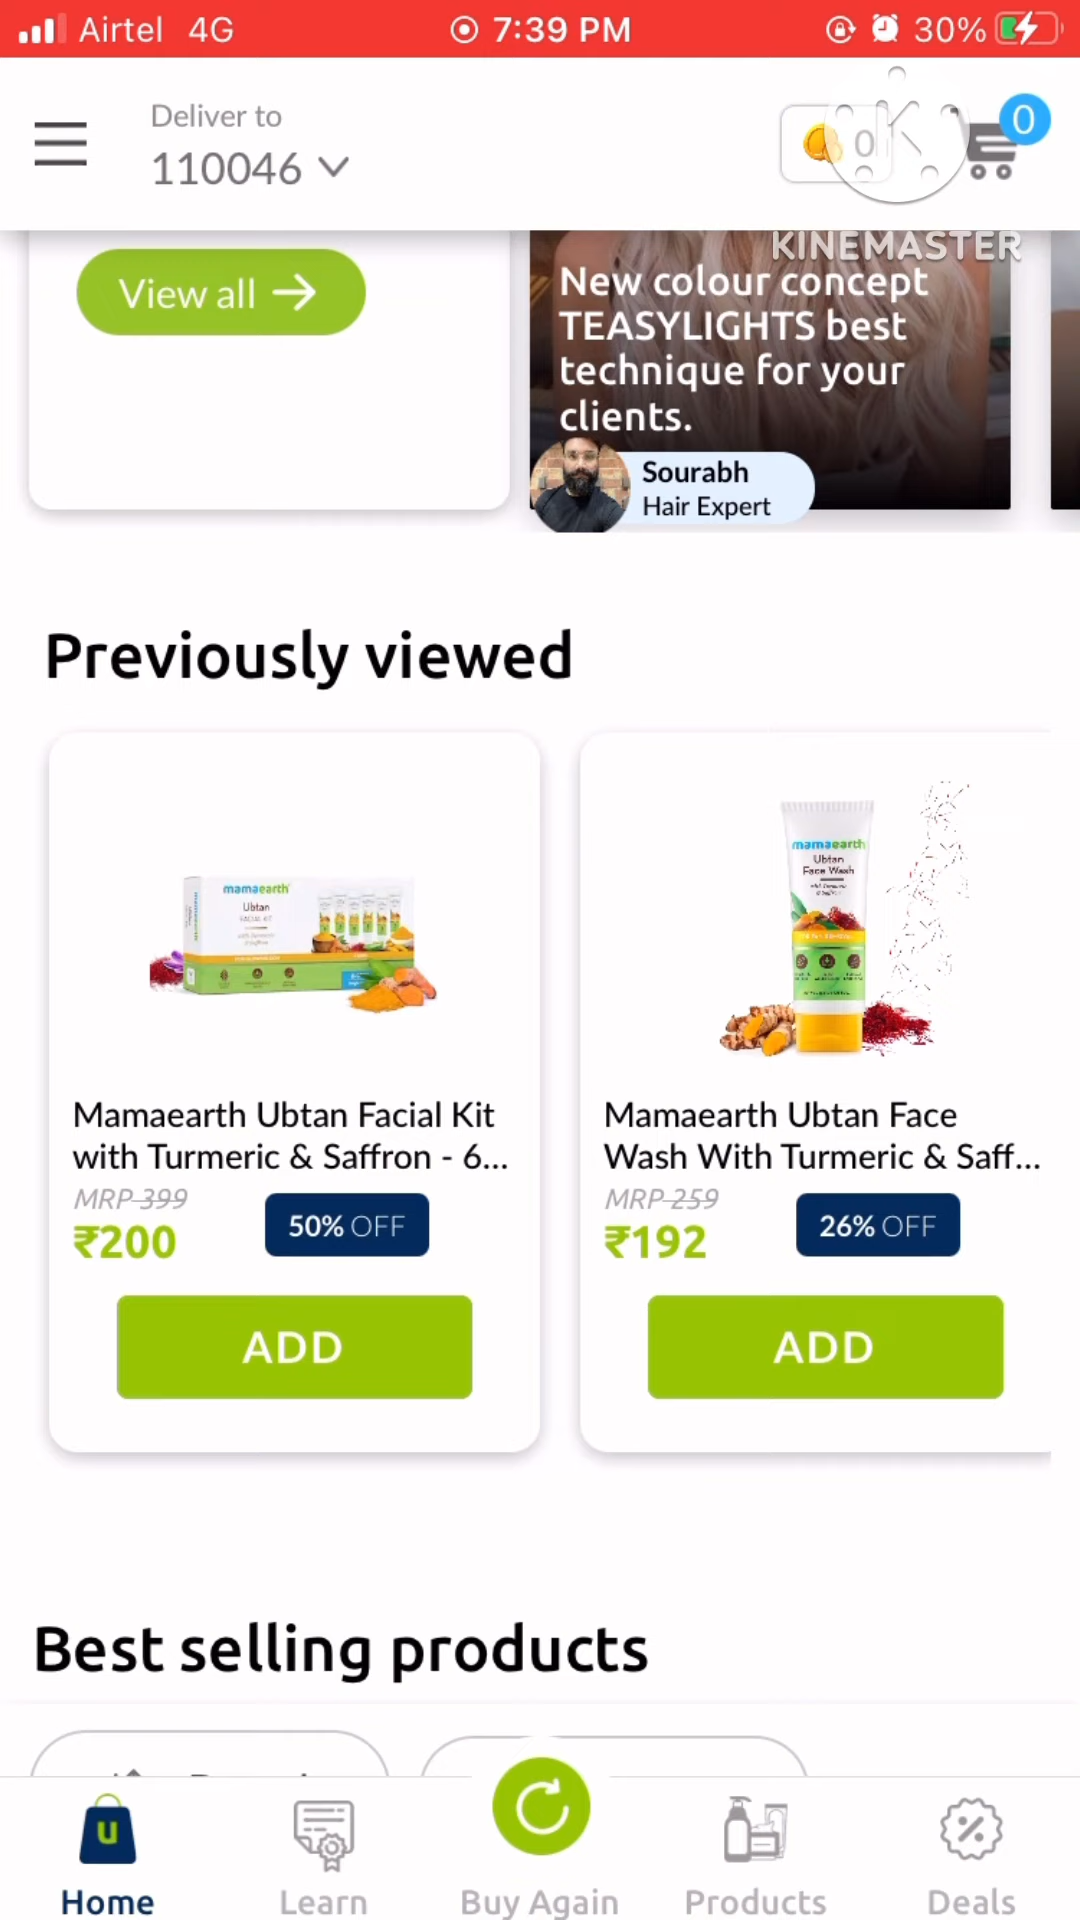 Airtel 4G 7:39 PM 30%
Deliver to
110046
0
0
KINEMASTER
View all
New colour concept
TEASYLIGHTS best
technique for your
clients.
Sourabh
Hair Expert
Previously viewed
mamaearth
Ubtan
FACIAL KIT
mamaearth
Ubtan
Face Wash
Mamaearth Ubtan Facial Kit
with Turmeric & Saffron - 6...
MRP 399
₹200
50% OFF
ADD
Mamaearth Ubtan Face
Wash With Turmeric & Saff...
MRP 259
₹192
26% OFF
ADD
Best selling products
u
Home
Learn
Buy Again
Products
Deals